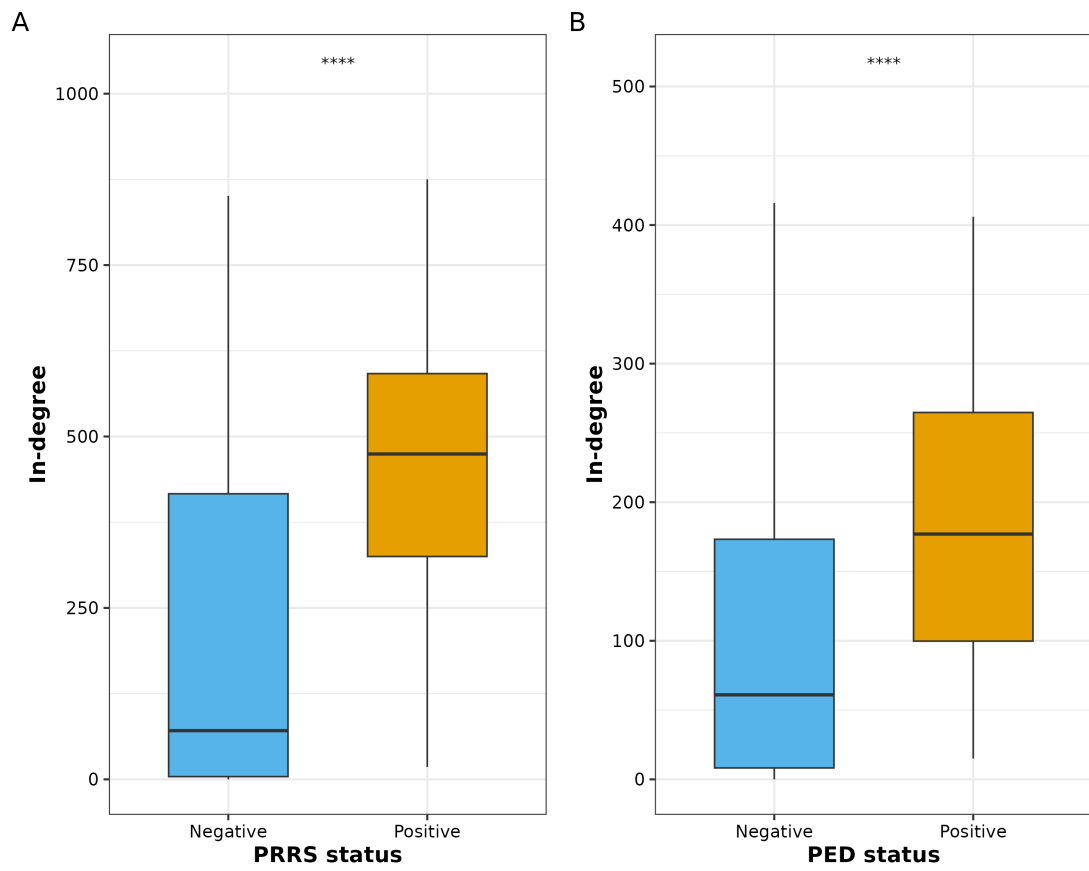 A
B
****
****
1000
750
500
250
0
500
400
300
200
100
0
In-degree
In-degree
Negative
Positive
Negative
Positive
PRRS status
PED status